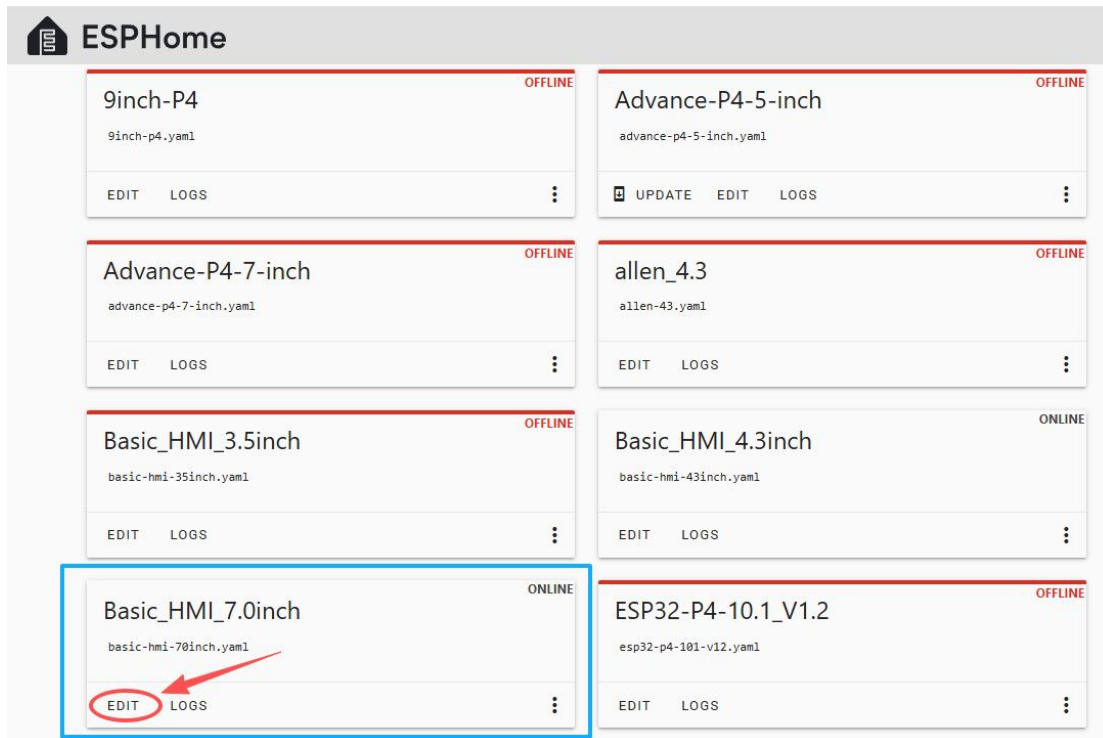 ESPHome
OFFLINE
9inch-P4
9inch-p4.yaml
EDIT LOGS
OFFLINE
Advance-P4-5-inch
advance-p4-5-inch.yaml
UPDATE EDIT LOGS
OFFLINE
Advance-P4-7-inch
advance-p4-7-inch.yaml
EDIT LOGS
OFFLINE
allen_4.3
allen-43.yaml
EDIT LOGS
OFFLINE
Basic_HMI_3.5inch
basic-hmi-35inch.yaml
EDIT LOGS
ONLINE
Basic_HMI_4.3inch
basic-hmi-43inch.yaml
EDIT LOGS
ONLINE
Basic_HMI_7.0inch
basic-hmi-70inch.yaml
EDIT LOGS
OFFLINE
ESP32-P4-10.1_V1.2
esp32-p4-101-v12.yaml
EDIT LOGS